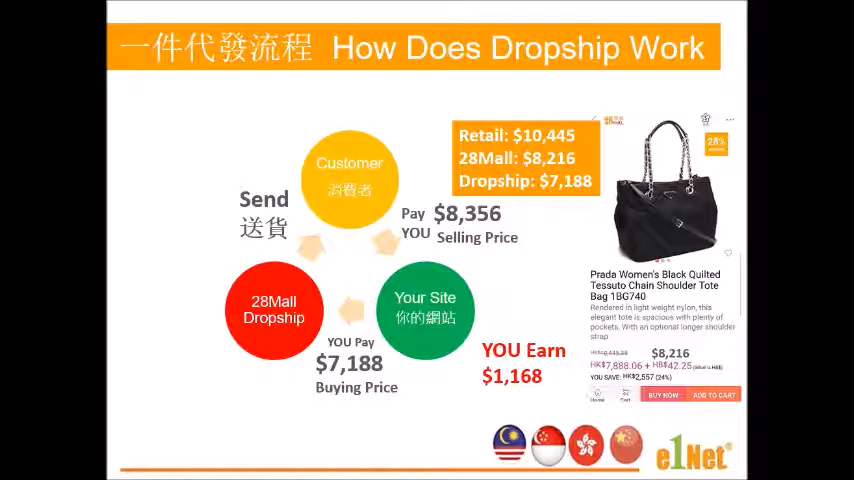 一件代發流程 How Does Dropship Work
Retail: $10,445
28Mall: $8,216
Dropship: $7,188
Customer
消費者
Send
送貨
Pay $8,356
YOU Selling Price
28Mall
Dropship
Your Site
你的網站
YOU Pay
$7,188
Buying Price
YOU Earn
$1,168
28%
Prada Women's Black Quilted
Tessuto Chain Shoulder Tote
Bag 1BG740
Rendered in light weight nylon, this
elegant tote is spacious with plenty of
pockets. With an optional longer shoulder
strap
$8,216
HK$7,888.06 + HB$42.25
YOU SAVE: HK$2,557 (24%)
Home
Cart
BUY NOW
ADD TO CART
e1Net